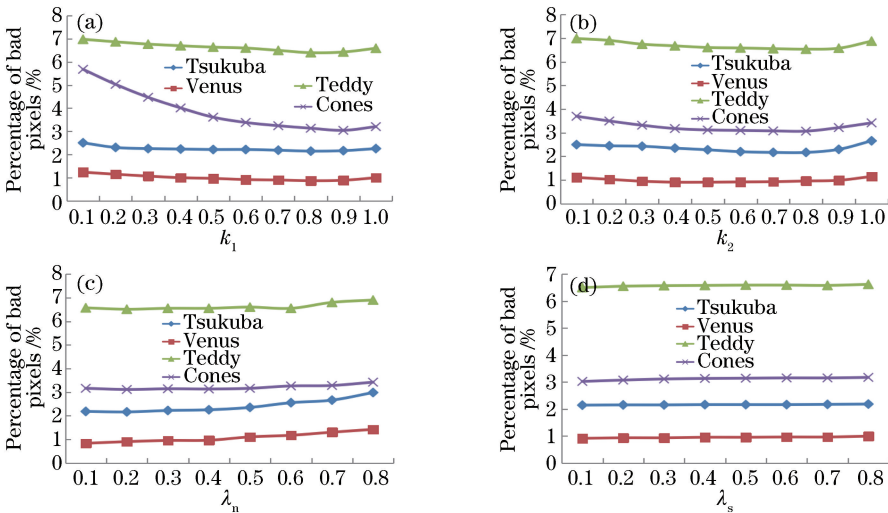 (a)
Percentage of bad
pixels /%
8
7
6
5
4
3
2
1
0
Tsukuba
Venus
Teddy
Cones
0.1 0.2 0.3 0.4 0.5 0.6 0.7 0.8 0.9 1.0
k1
(b)
Percentage of bad
pixels /%
8
7
6
5
4
3
2
1
0
Tsukuba
Venus
Teddy
Cones
0.1 0.2 0.3 0.4 0.5 0.6 0.7 0.8 0.9 1.0
k2
(c)
Percentage of bad
pixels /%
8
7
6
5
4
3
2
1
0
Tsukuba
Venus
Teddy
Cones
0.1 0.2 0.3 0.4 0.5 0.6 0.7 0.8
λn
(d)
Percentage of bad
pixels /%
7
6
5
4
3
2
1
0
Tsukuba
Venus
Teddy
Cones
0.1 0.2 0.3 0.4 0.5 0.6 0.7 0.8
λs